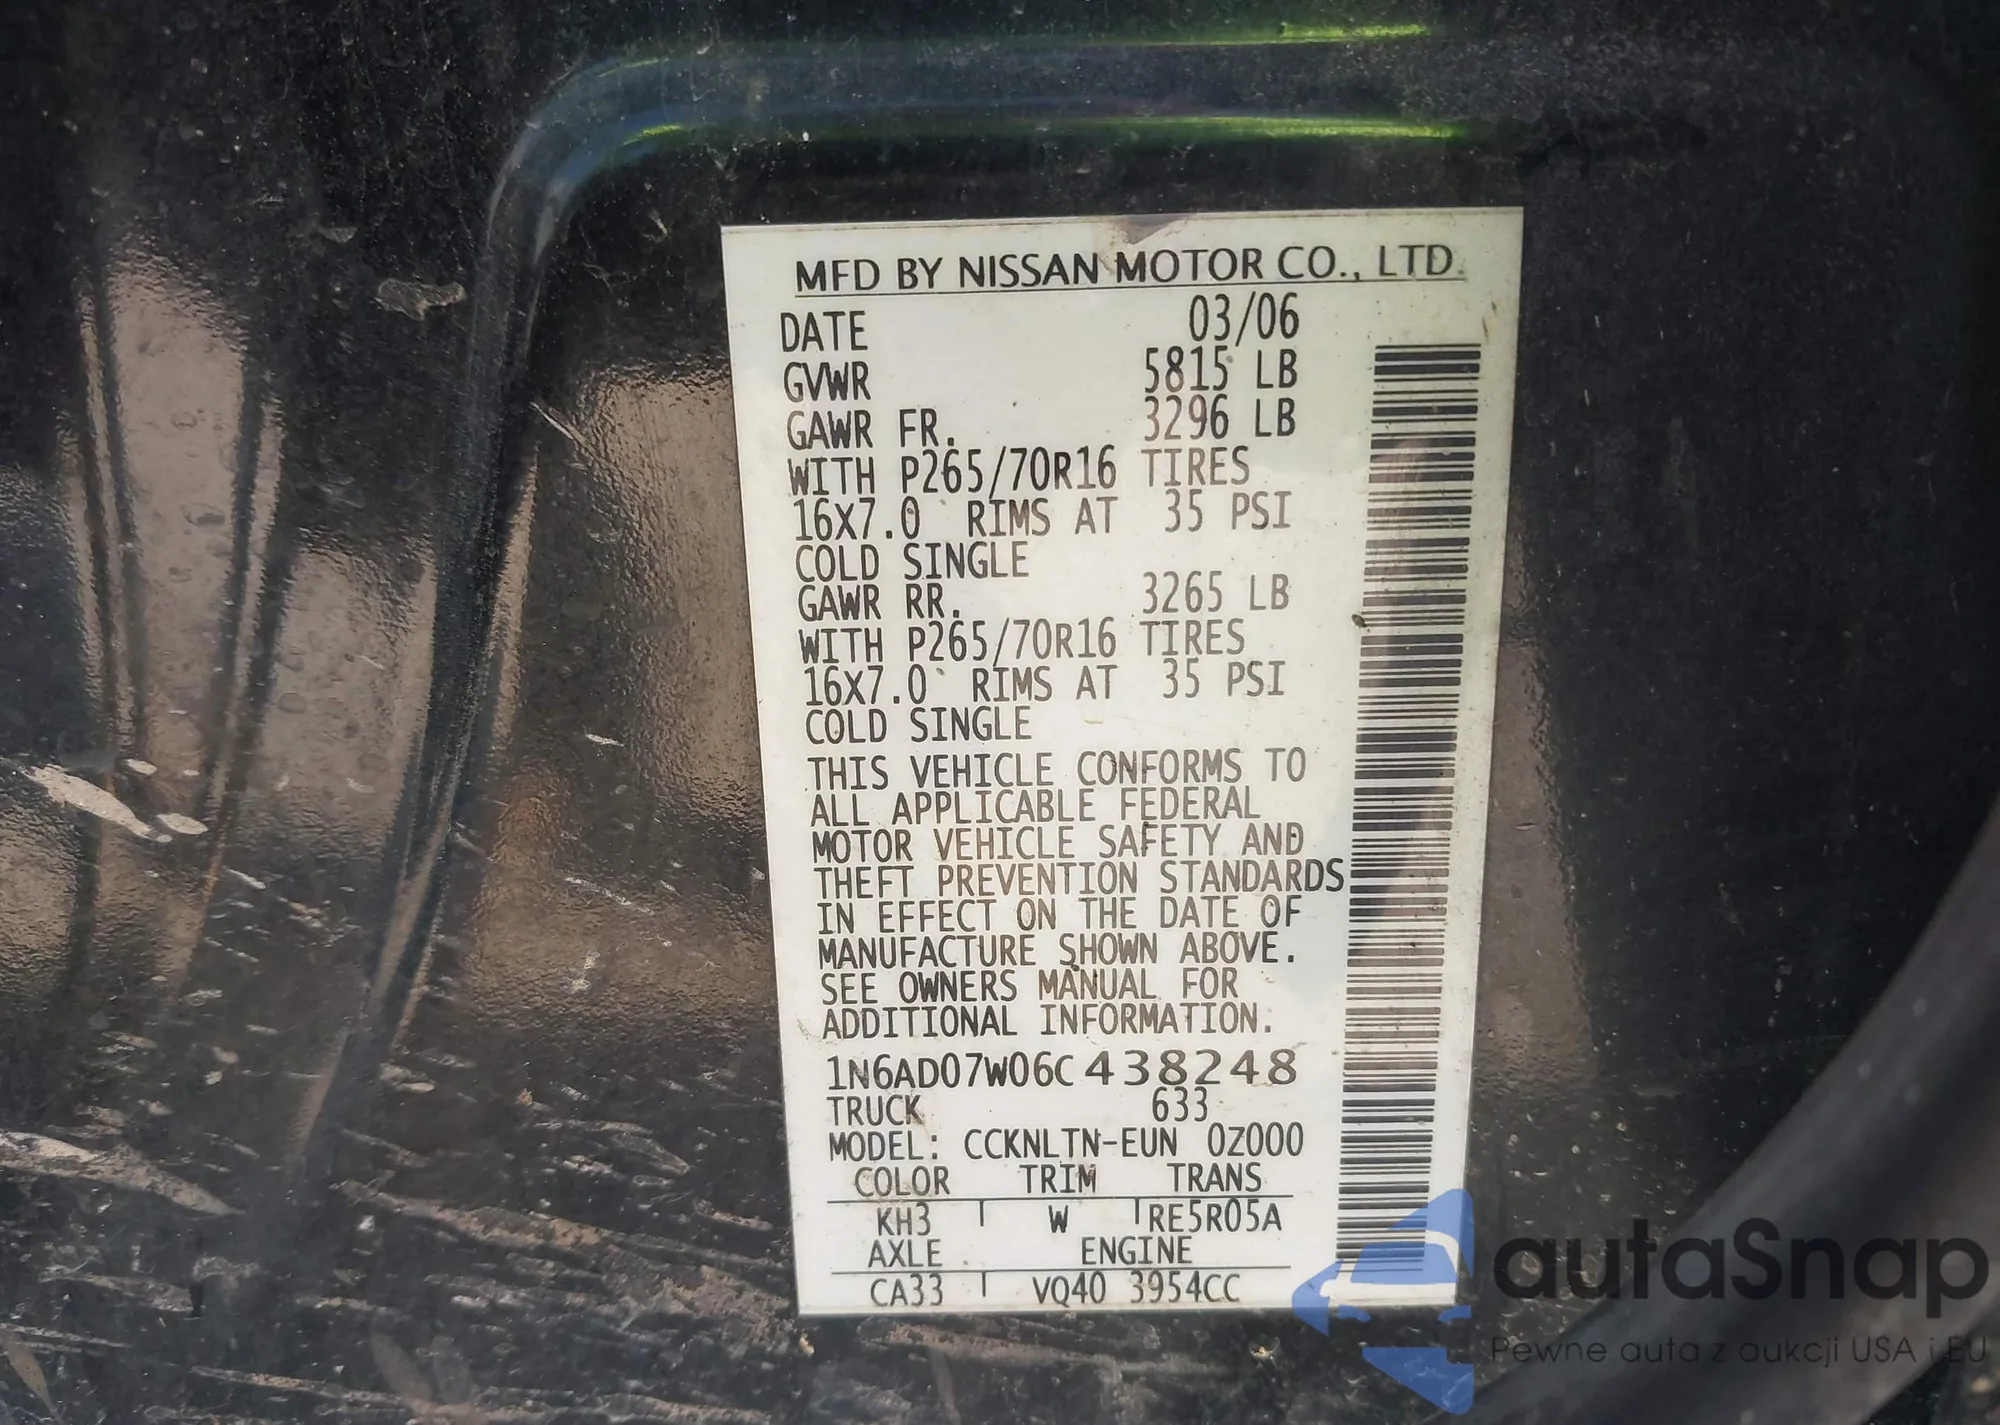 MFD BY NISSAN MOTOR CO., LTD.
DATE 03/06
GVWR 5815 LB
GAWR FR. 3296 LB
WITH P265/70R16 TIRES
16X7.0 RIMS AT 35 PSI
COLD SINGLE
GAWR RR. 3265 LB
WITH P265/70R16 TIRES
16X7.0 RIMS AT 35 PSI
COLD SINGLE
THIS VEHICLE CONFORMS TO
ALL APPLICABLE FEDERAL
MOTOR VEHICLE SAFETY AND
THEFT PREVENTION STANDARDS
IN EFFECT ON THE DATE OF
MANUFACTURE SHOWN ABOVE.
SEE OWNERS MANUAL FOR
ADDITIONAL INFORMATION.
1N6AD07W06C438248
TRUCK 633
MODEL: CCKNLTN-EUN 0Z000
COLOR TRIM TRANS
KH3 W RE5R05A
AXLE ENGINE
CA33 VQ40 3954CC
autaSnap
Pewne auta z aukcji USA i EU